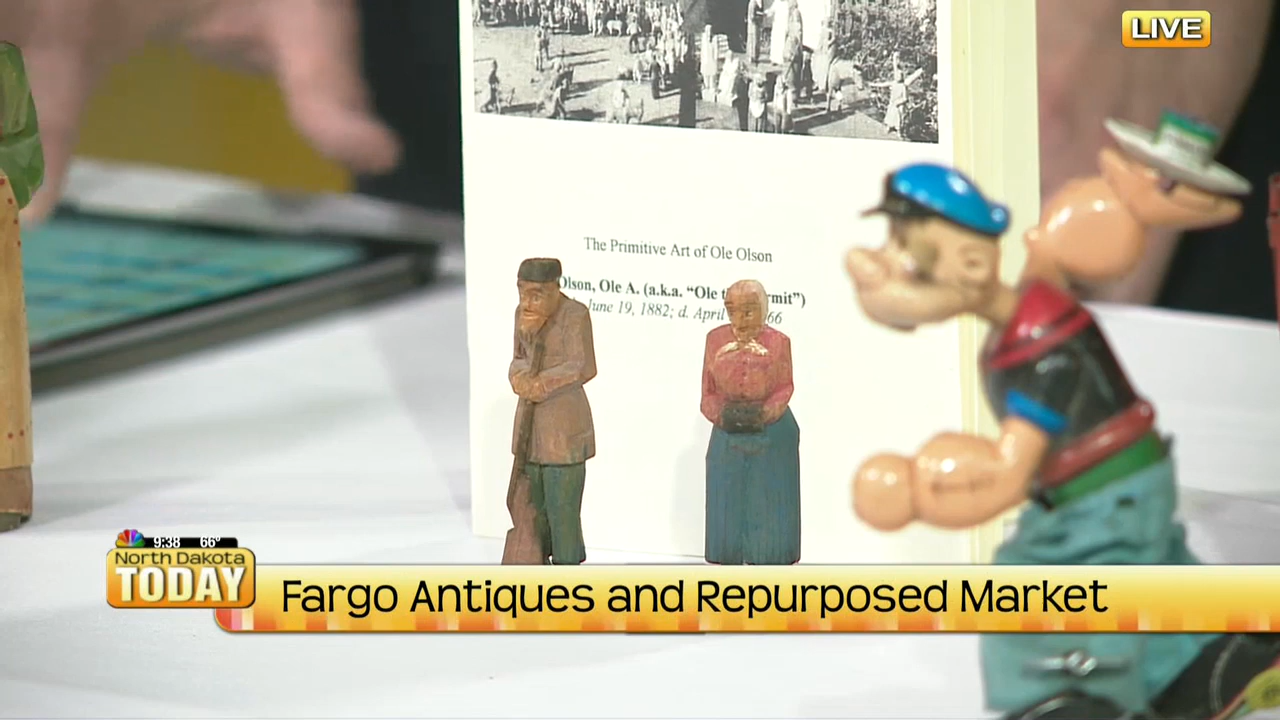 LIVE
The Primitive Art of Ole Olson
Olson, Ole A. (a.k.a. "Ole
June 19, 1882; d. April
66
9:38 66°
North Dakota
TODAY
Fargo Antiques and Repurposed Market